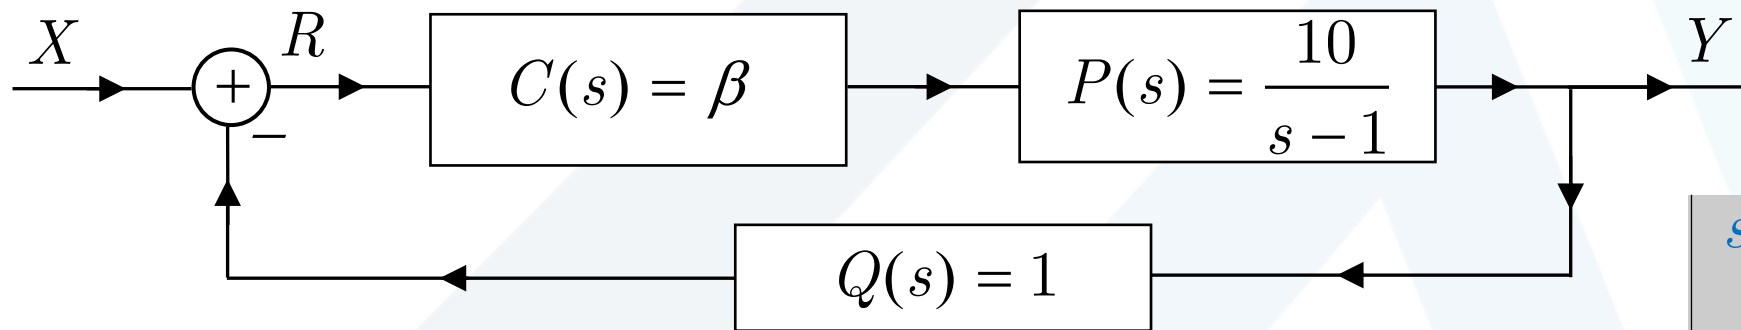 X
R
C(s) = β
P(s) = 10 / (s − 1)
Y
+
−
Q(s) = 1
s